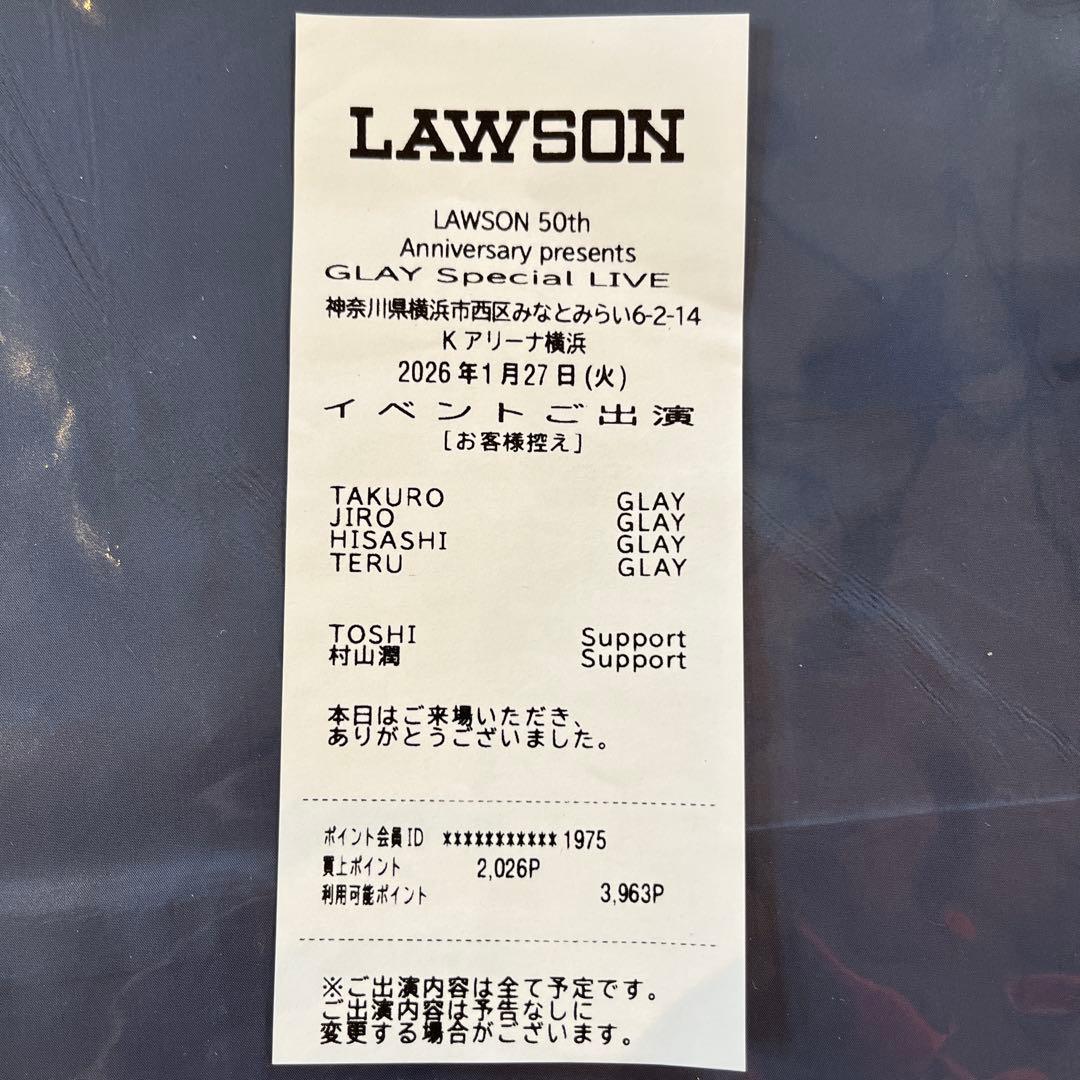 LAWSON
LAWSON 50th
Anniversary presents
GLAY Special LIVE
神奈川県横浜市西区みなとみらい6-2-14
K アリーナ横浜
2026 年1 月27 日 (火)
イベントご出演
[お客様控え]
TAKURO GLAY
JIRO GLAY
HISASHI GLAY
TERU GLAY
TOSHI Support
村山潤 Support
本日はご来場いただき、
ありがとうございました。
ポイント会員ID ***********1975
買上ポイント 2,026P
利用可能ポイント 3,963P
※ご出演内容は全て予定です。
ご出演内容は予告なしに
変更する場合がございます。